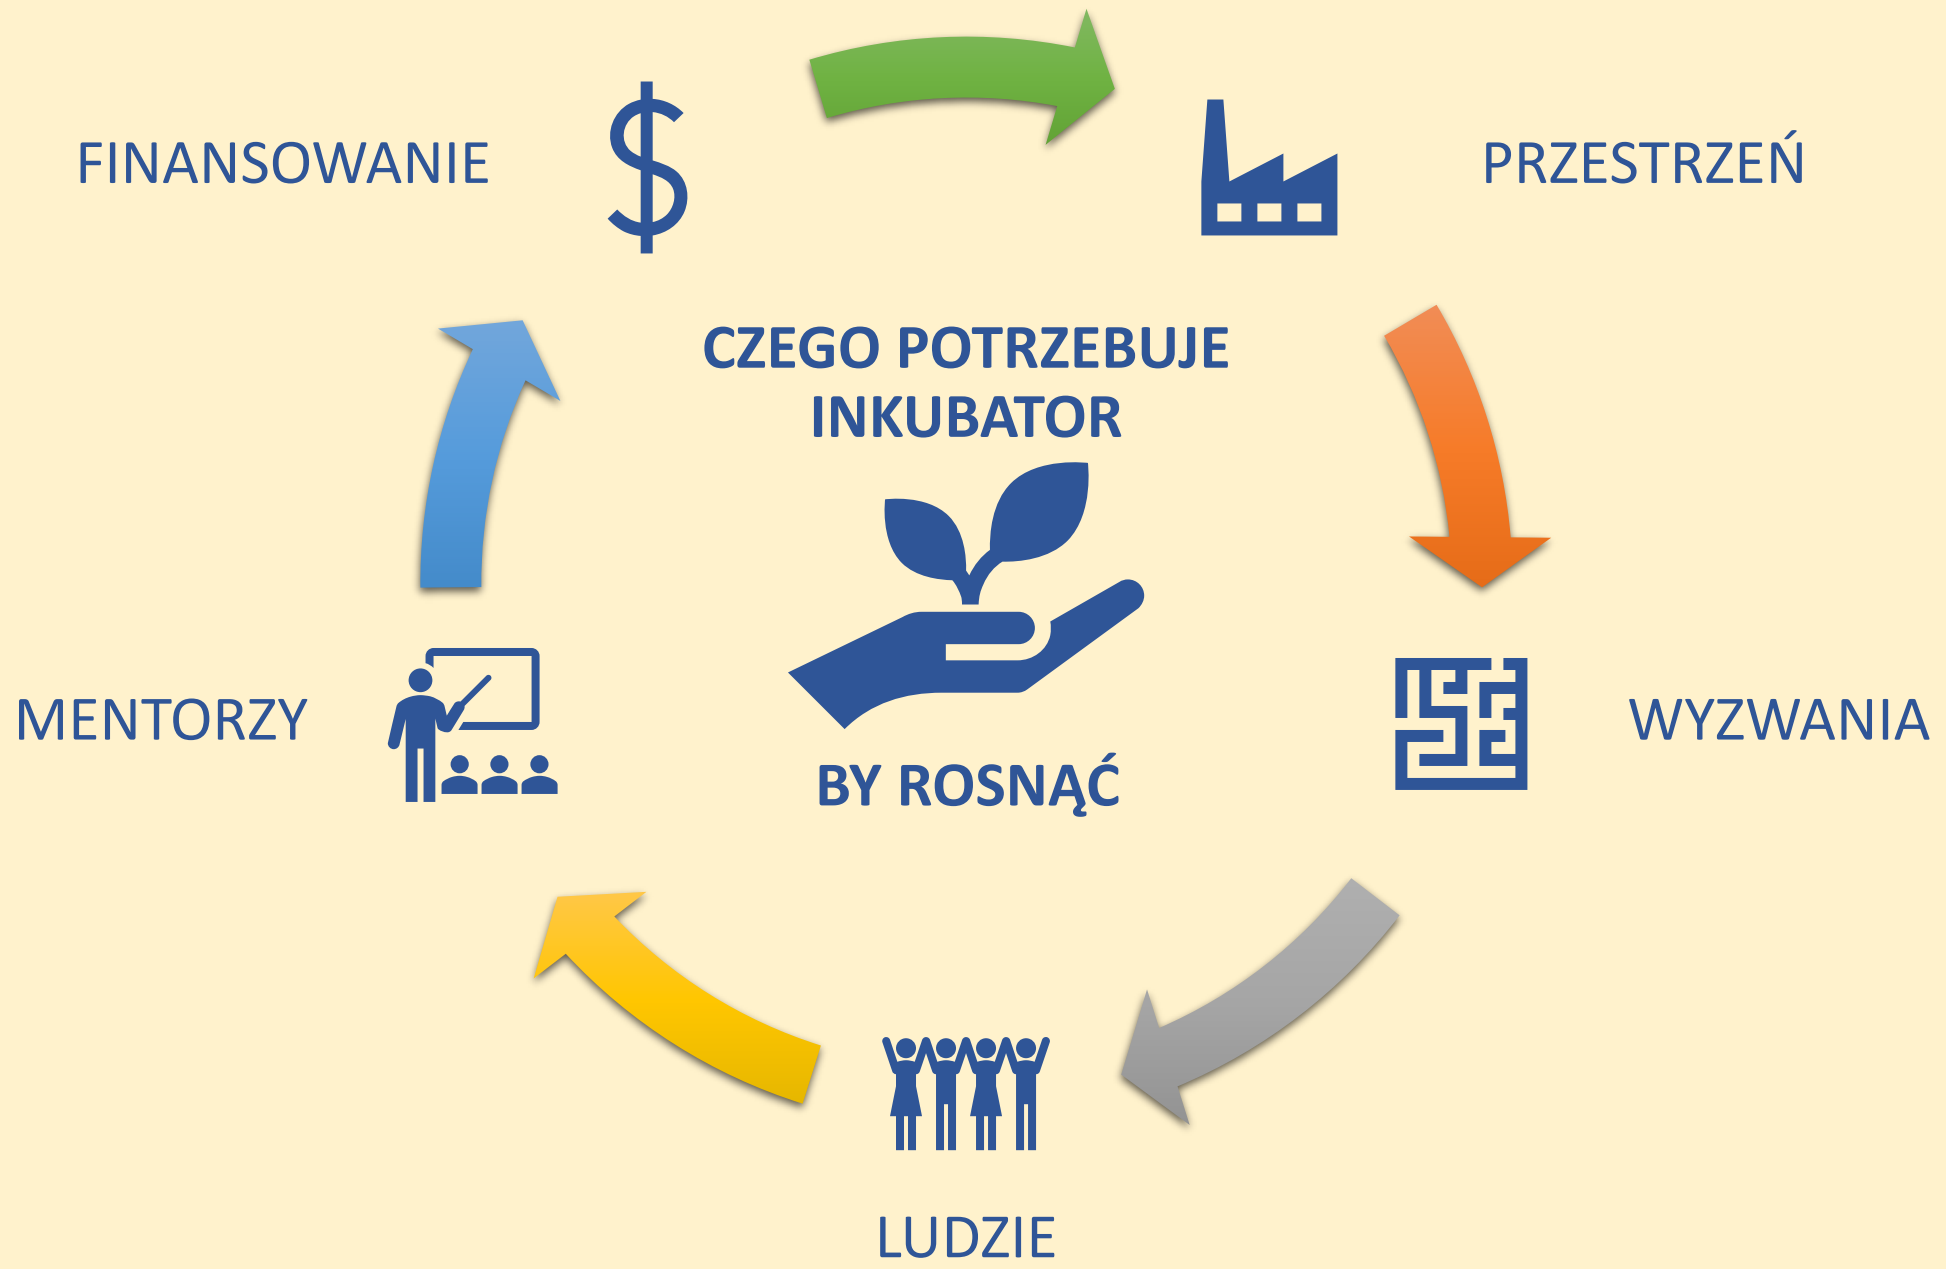 FINANSOWANIE
PRZESTRZEŃ
CZEGO POTRZEBUJE
INKUBATOR
MENTORZY
WYZWANIA
BY ROSNĄĆ
LUDZIE